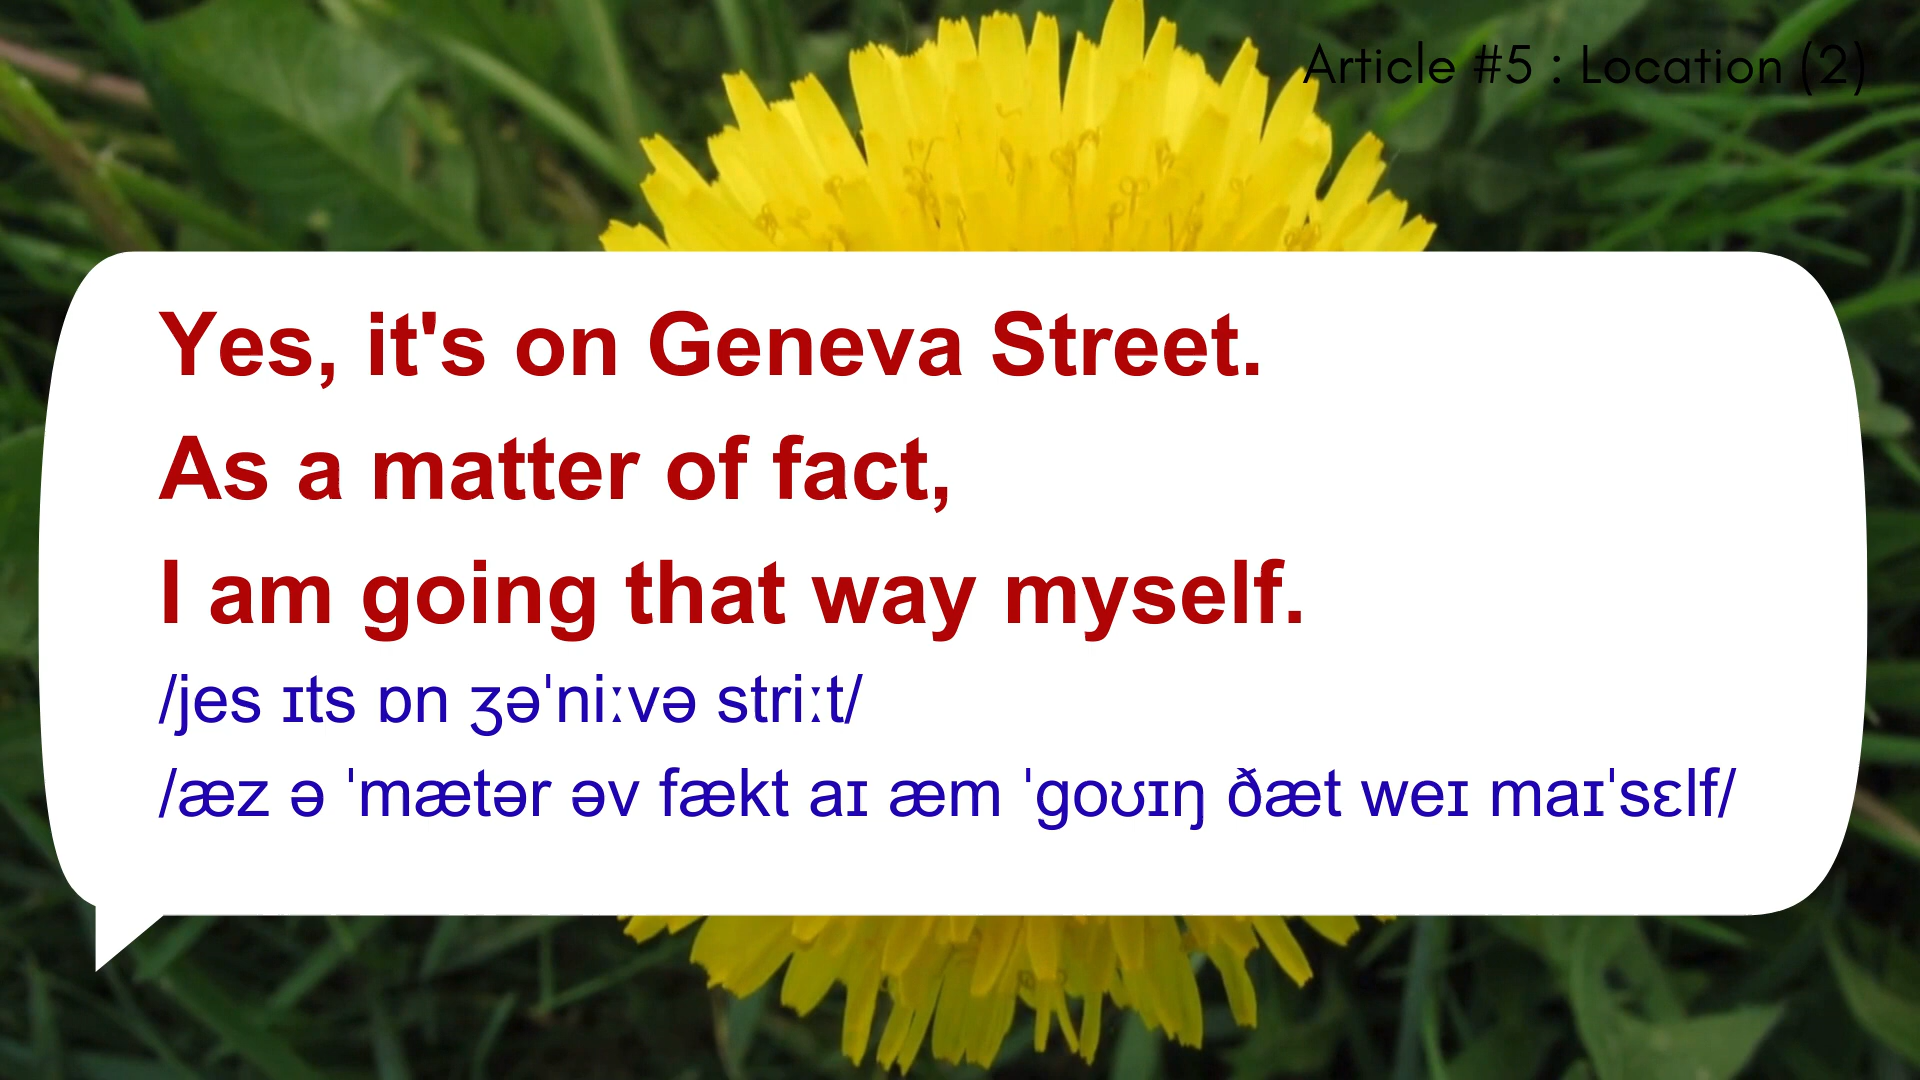 Article #5 : Location (2)
Yes, it's on Geneva Street.
As a matter of fact,
I am going that way myself.
/jes ɪts ɒn ʒəˈniːvə striːt/
/æz ə ˈmætər əv fækt aɪ æm ˈgoʊɪŋ ðæt weɪ maɪˈsɛlf/